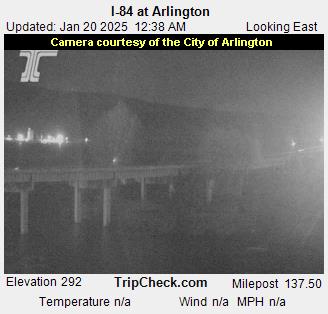 I-84 at Arlington
Updated: Jan 20 2025 12:38 AM Looking East
Camera courtesy of the City of Arlington
Elevation 292 TripCheck.com Milepost 137.50
Temperature n/a Wind n/a MPH n/a